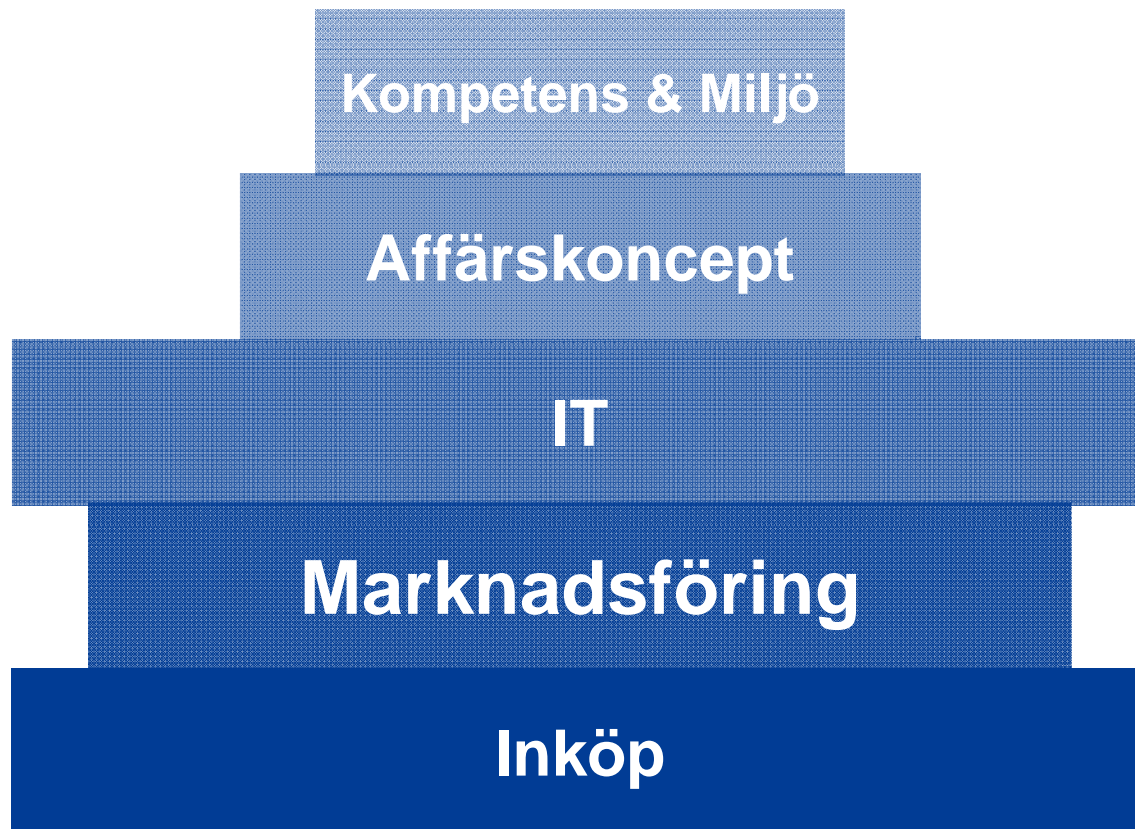 Kompetens & Miljö
Affärskoncept
IT
Marknadsföring
Inköp